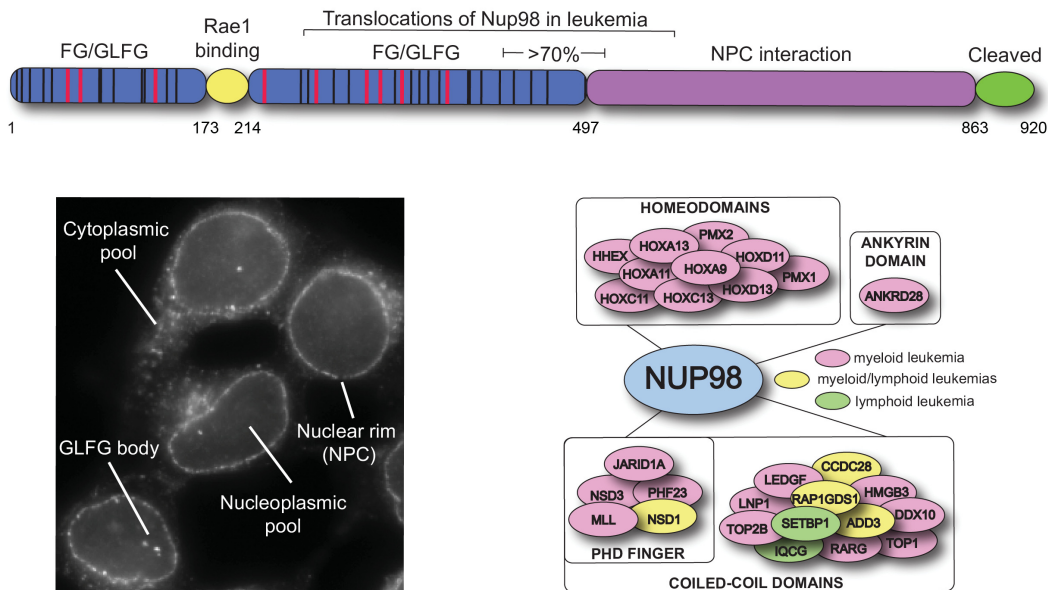 Translocations of Nup98 in leukemia
Rae1
binding
FG/GLFG
FG/GLFG
>70%
NPC interaction
Cleaved
1
173
214
497
863
920
Cytoplasmic
pool
Nuclear rim
(NPC)
GLFG body
Nucleoplasmic
pool
HOMEODOMAINS
PMX2
HOXA13
HHEX
HOXD11
HOXA9
HOXA11
PMX1
HOXD13
HOXC11
HOXC13
ANKYRIN
DOMAIN
ANKRD28
NUP98
myeloid leukemia
myeloid/lymphoid leukemias
lymphoid leukemia
JARID1A
NSD3
PHF23
MLL
NSD1
PHD FINGER
CCDC28
LEDGF
RAP1GDS1
HMGB3
LNP1
DDX10
TOP2B
SETBP1
ADD3
IQCG
RARG
TOP1
COILED-COIL DOMAINS